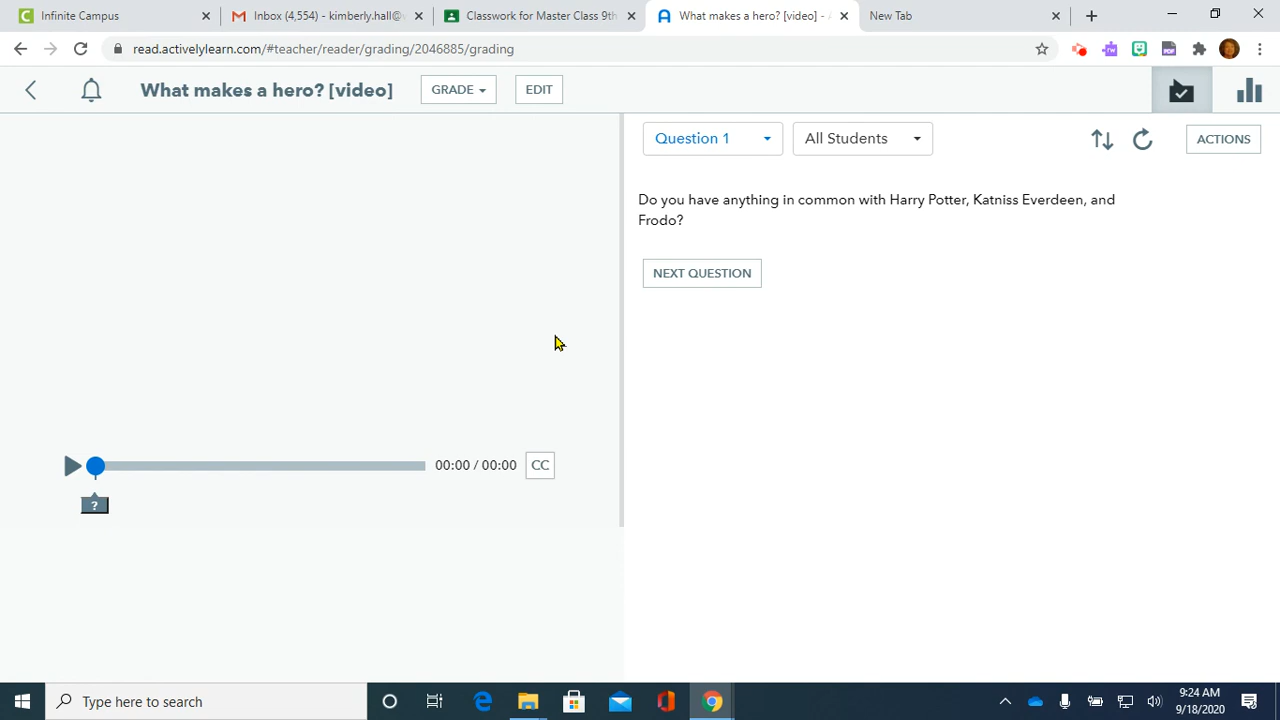 Infinite Campus
Inbox (4,554) - kimberly.hall@
Classwork for Master Class 9th
What makes a hero? [video] -
New Tab
read.activelylearn.com/#teacher/reader/grading/2046885/grading
What makes a hero? [video]
GRADE
EDIT
Question 1
All Students
ACTIONS
Do you have anything in common with Harry Potter, Katniss Everdeen, and
Frodo?
NEXT QUESTION
00:00 / 00:00
CC
?
Type here to search
9:24 AM
9/18/2020